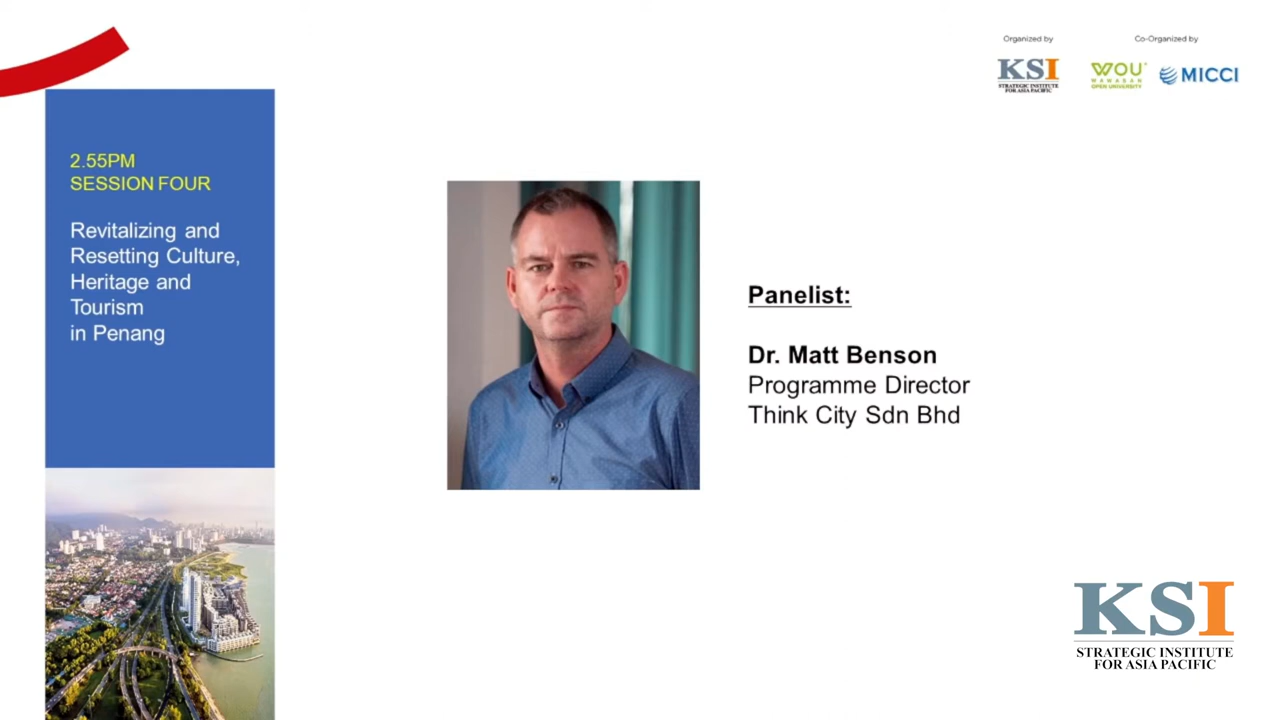 Organized by
Co-Organized by
KSI
STRATEGIC INSTITUTE
FOR ASIA PACIFIC
WOU
WAWASAN
OPEN UNIVERSITY
MICCI
2.55PM
SESSION FOUR
Revitalizing and
Resetting Culture,
Heritage and
Tourism
in Penang
Panelist:
Dr. Matt Benson
Programme Director
Think City Sdn Bhd
KSI
STRATEGIC INSTITUTE
FOR ASIA PACIFIC